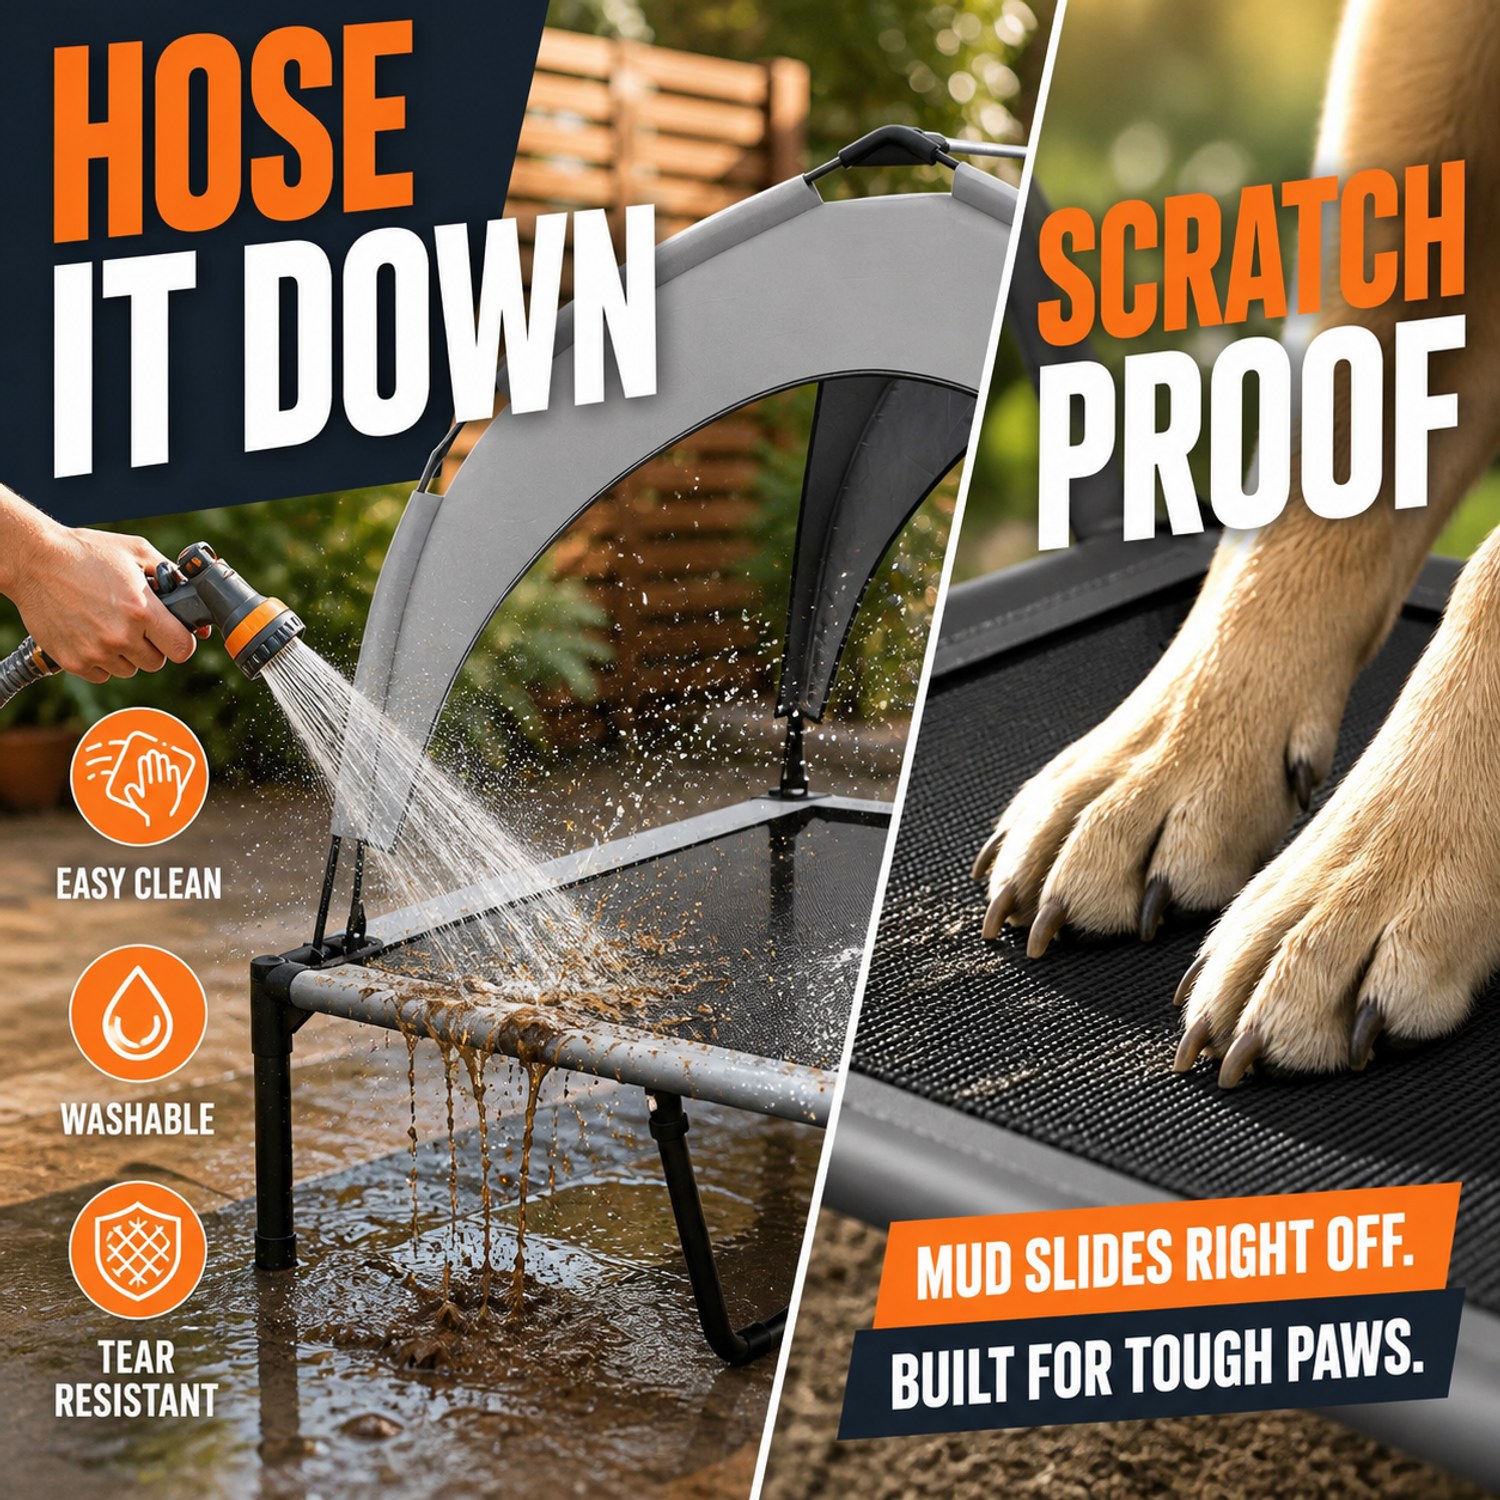 HOSE
IT DOWN
EASY CLEAN
WASHABLE
TEAR
RESISTANT
SCRATCH
PROOF
MUD SLIDES RIGHT OFF.
BUILT FOR TOUGH PAWS.